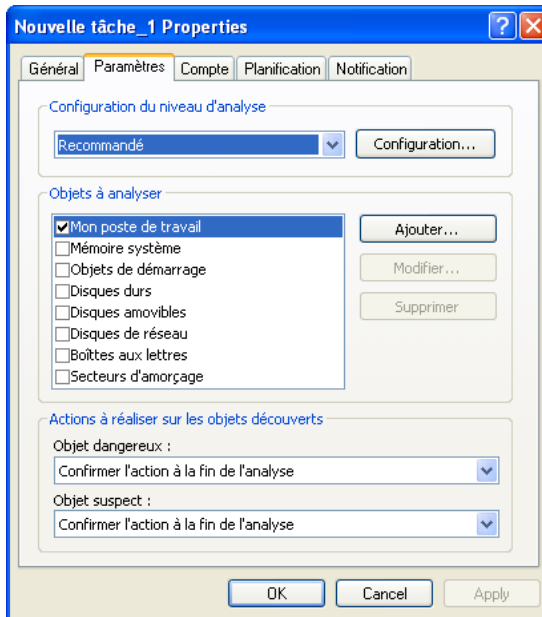 Nouvelle tâche_1 Properties
Général Paramètres Compte Planification Notification
Configuration du niveau d'analyse
Recommandé Configuration...
Objets à analyser
Mon poste de travail
Ajouter...
Mémoire système
Objets de démarrage
Modifier...
Disques durs
Disques amovibles
Supprimer
Disques de réseau
Boîttes aux lettres
Secteurs d'amorçage
Actions à réaliser sur les objets découverts
Objet dangereux :
Confirmer l'action à la fin de l'analyse
Objet suspect :
Confirmer l'action à la fin de l'analyse
OK Cancel Apply